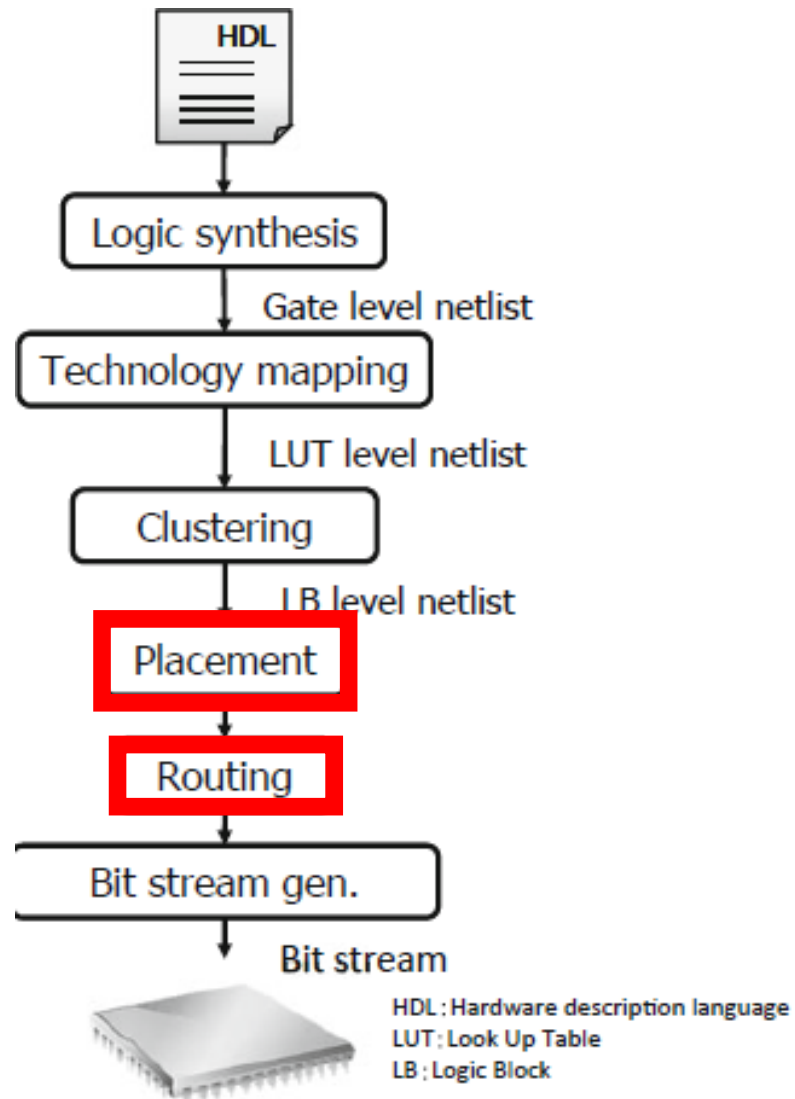 HDL
Logic synthesis
Gate level netlist
Technology mapping
LUT level netlist
Clustering
LB level netlist
Placement
Routing
Bit stream gen.
Bit stream
HDL : Hardware description language
LUT : Look Up Table
LB : Logic Block